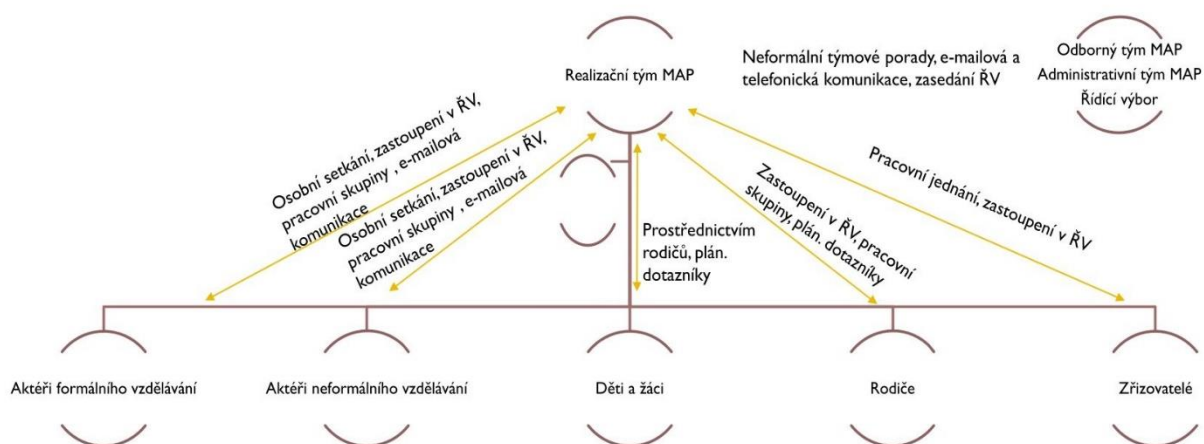 Realizační tým MAP
Neformální týmové porady, e-mailová a
telefonická komunikace, zasedání ŘV
Odborný tým MAP
Administrativní tým MAP
Řídící výbor
Osobní setkání, zastoupení v ŘV,
pracovní skupiny , e-mailová
komunikace
Osobní setkání, zastoupení v ŘV,
pracovní skupiny , e-mailová
komunikace
Prostřednictvím
rodičů, plán.
dotazníky
Zastoupení v ŘV, pracovní
skupiny, plán. dotazníky
Pracovní jednání, zastoupení v ŘV
Aktéři formálního vzdělávání
Aktéři neformálního vzdělávání
Děti a žáci
Rodiče
Zřizovatelé